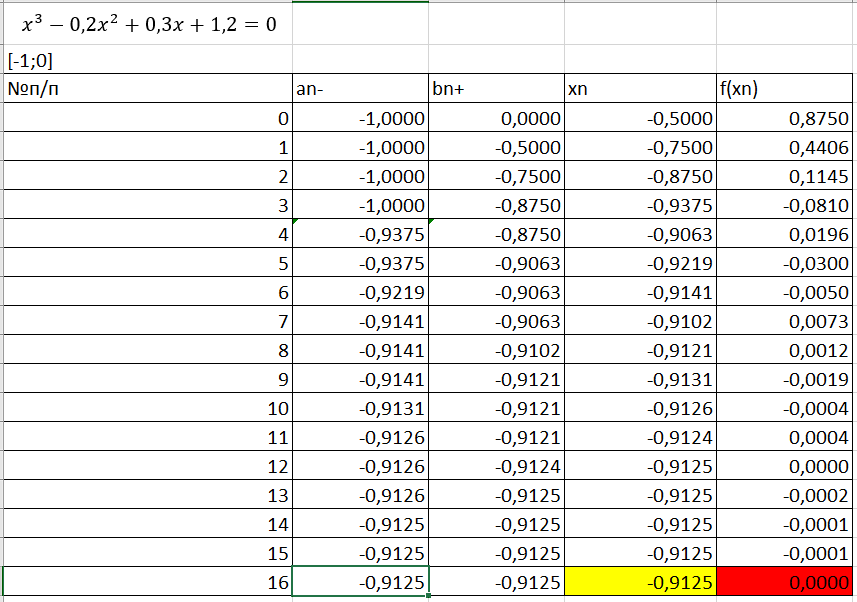 x³ − 0,2x² + 0,3x + 1,2 = 0
[-1;0]
№п/п an- bn+ xn f(xn)
0 -1,0000 0,0000 -0,5000 0,8750
1 -1,0000 -0,5000 -0,7500 0,4406
2 -1,0000 -0,7500 -0,8750 0,1145
3 -1,0000 -0,8750 -0,9375 -0,0810
4 -0,9375 -0,8750 -0,9063 0,0196
5 -0,9375 -0,9063 -0,9219 -0,0300
6 -0,9219 -0,9063 -0,9141 -0,0050
7 -0,9141 -0,9063 -0,9102 0,0073
8 -0,9141 -0,9102 -0,9121 0,0012
9 -0,9141 -0,9121 -0,9131 -0,0019
10 -0,9131 -0,9121 -0,9126 -0,0004
11 -0,9126 -0,9121 -0,9124 0,0004
12 -0,9126 -0,9124 -0,9125 0,0000
13 -0,9126 -0,9125 -0,9125 -0,0002
14 -0,9125 -0,9125 -0,9125 -0,0001
15 -0,9125 -0,9125 -0,9125 -0,0001
16 -0,9125 -0,9125 -0,9125 0,0000